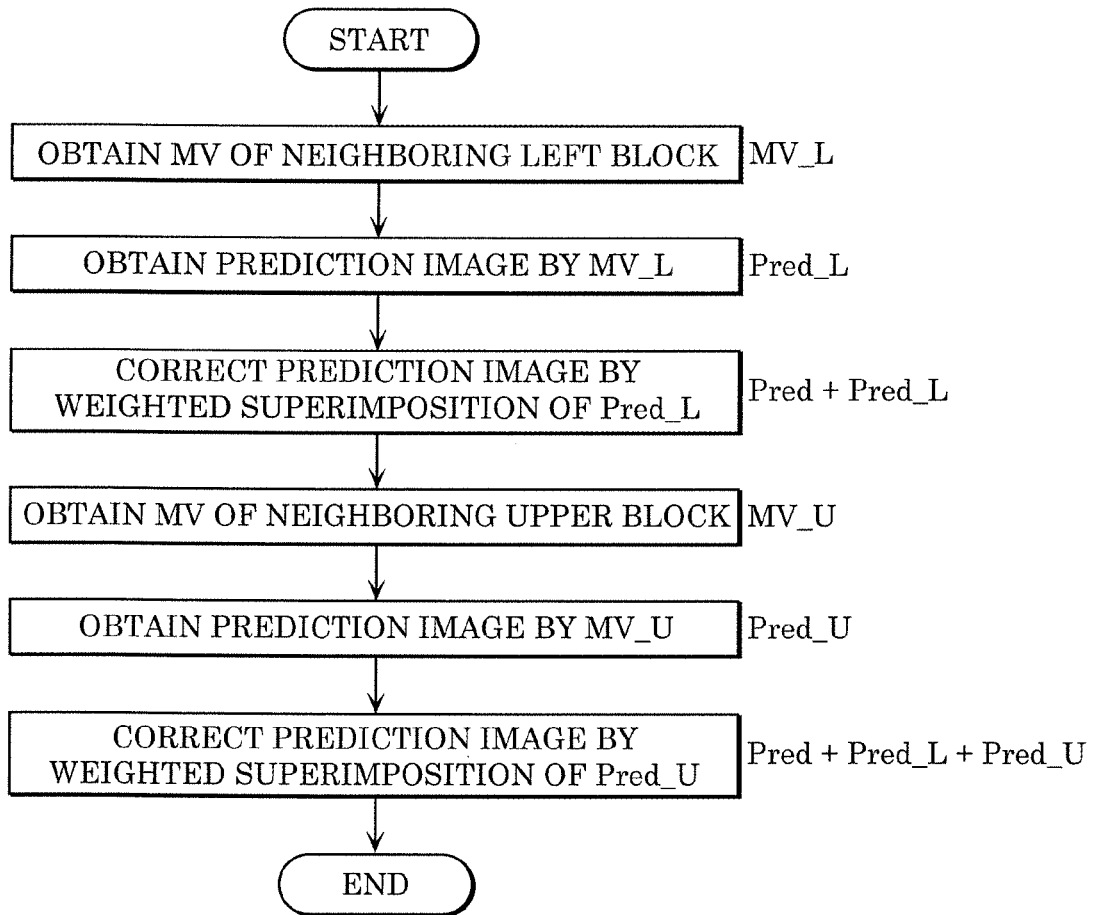 START
OBTAIN MV OF NEIGHBORING LEFT BLOCK MV_L
OBTAIN PREDICTION IMAGE BY MV_L Pred_L
CORRECT PREDICTION IMAGE BY
WEIGHTED SUPERIMPOSITION OF Pred_L
Pred + Pred_L
OBTAIN MV OF NEIGHBORING UPPER BLOCK MV_U
OBTAIN PREDICTION IMAGE BY MV_U Pred_U
CORRECT PREDICTION IMAGE BY
WEIGHTED SUPERIMPOSITION OF Pred_U
Pred + Pred_L + Pred_U
END